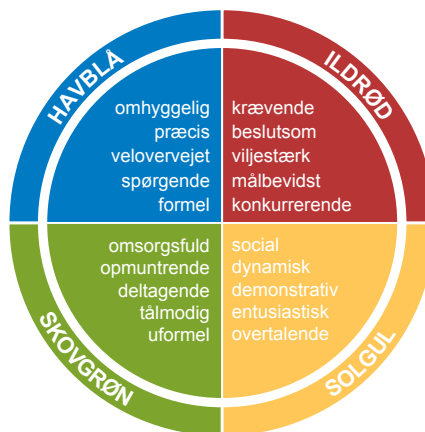 HAVBLÅ
omhyggelig
præcis
velovervejet
spørgende
formel
ILDRØD
krævende
beslutsom
viljestærk
målbevidst
konkurrerende
SKOVGRØN
omsorgsfuld
opmuntrende
deltagende
tålmodig
uformel
SOLGUL
social
dynamisk
demonstrativ
entusiastisk
overtalende